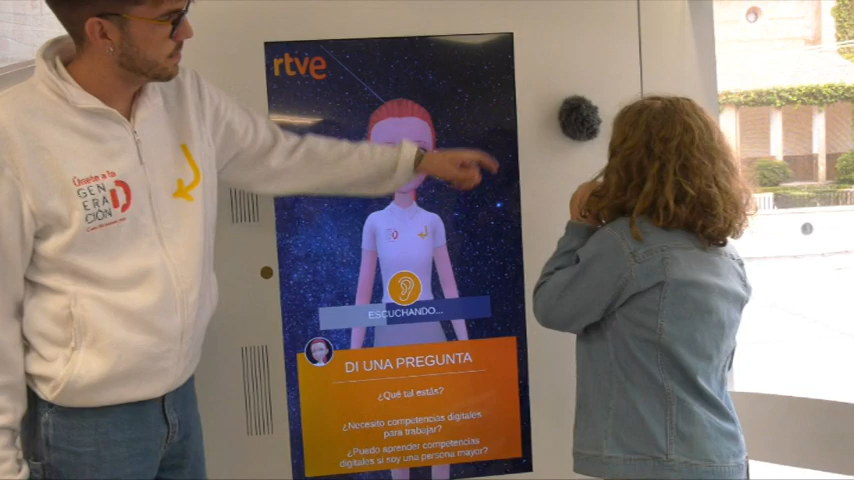 rtve
Únete a la
GEN
ERA
CIÓN
D
ESCUCHANDO...
DI UNA PREGUNTA
¿Qué tal estás?
¿Necesito competencias digitales
para trabajar?
¿Puedo aprender competencias
digitales si soy una persona mayor?